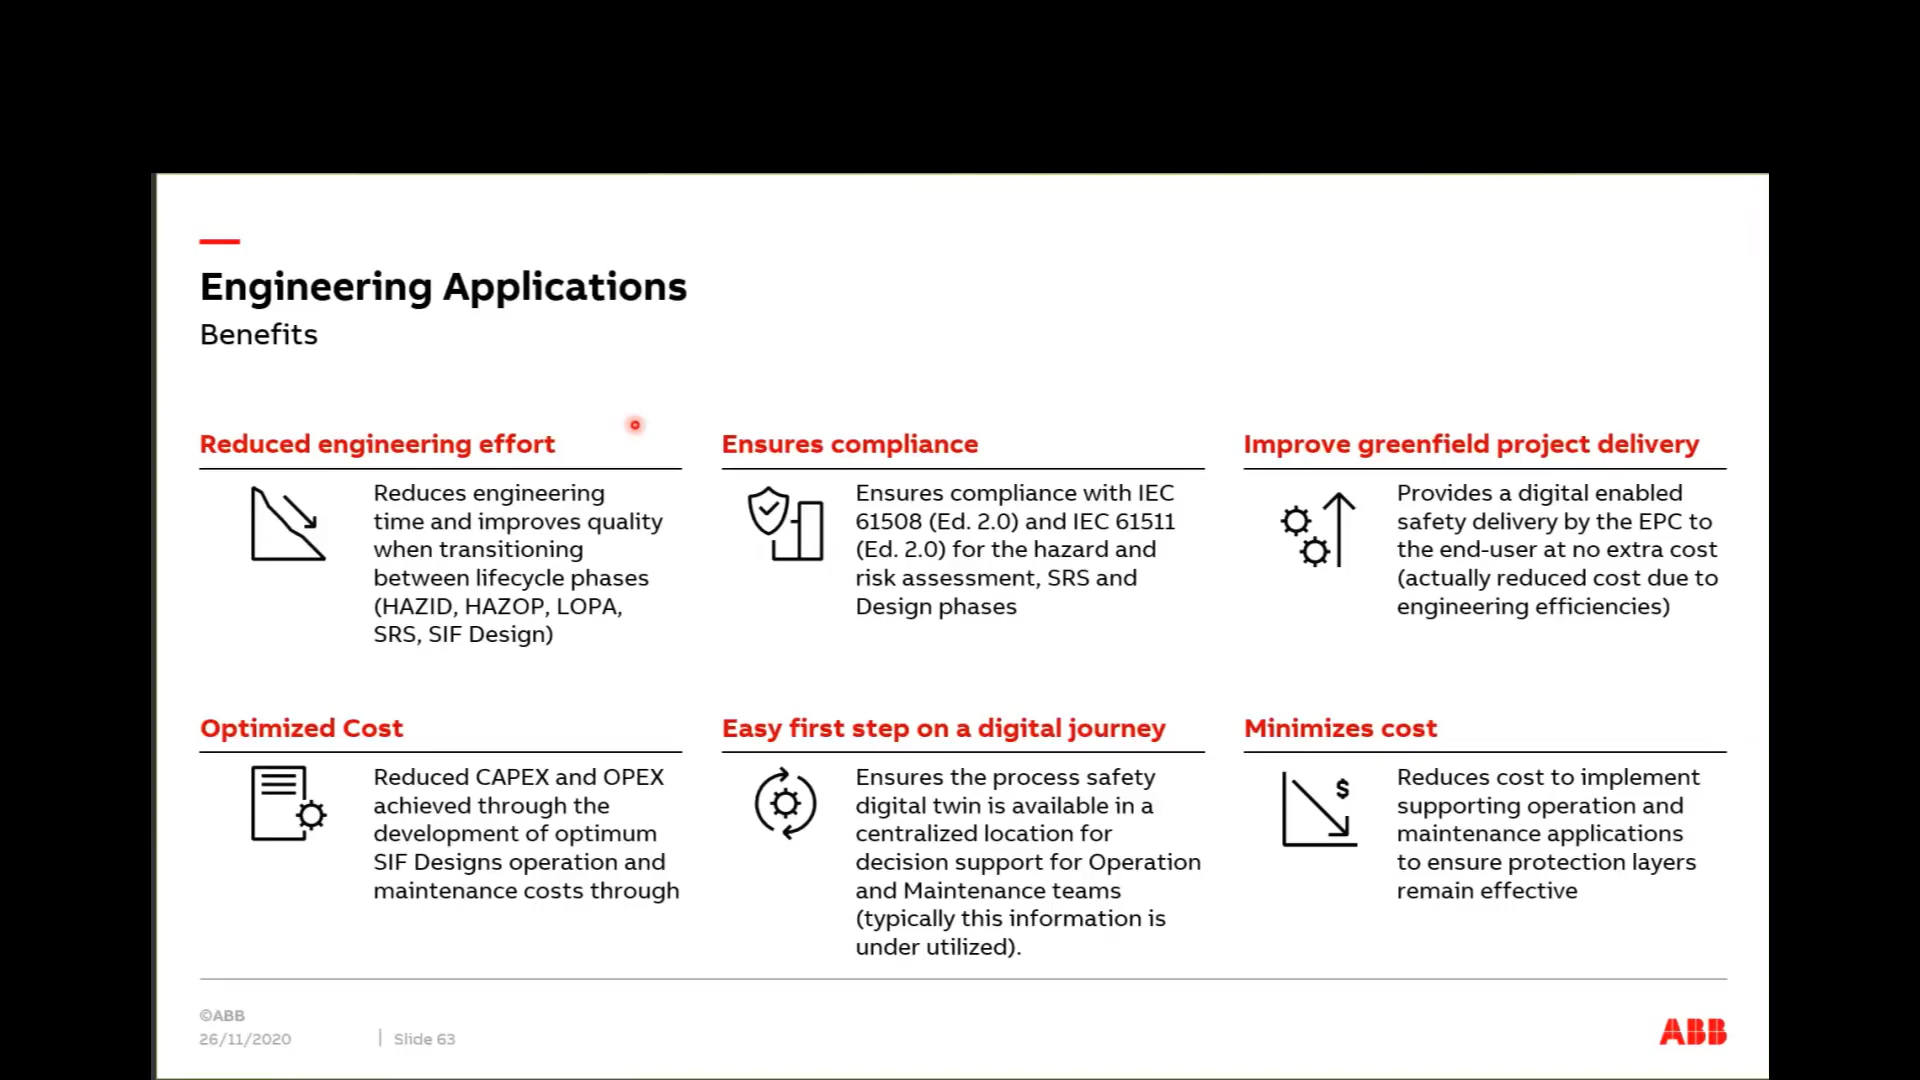 Engineering Applications
Benefits
Reduced engineering effort
Reduces engineering
time and improves quality
when transitioning
between lifecycle phases
(HAZID, HAZOP, LOPA,
SRS, SIF Design)
Ensures compliance
Ensures compliance with IEC
61508 (Ed. 2.0) and IEC 61511
(Ed. 2.0) for the hazard and
risk assessment, SRS and
Design phases
Improve greenfield project delivery
Provides a digital enabled
safety delivery by the EPC to
the end-user at no extra cost
(actually reduced cost due to
engineering efficiencies)
Optimized Cost
Reduced CAPEX and OPEX
achieved through the
development of optimum
SIF Designs operation and
maintenance costs through
Easy first step on a digital journey
Ensures the process safety
digital twin is available in a
centralized location for
decision support for Operation
and Maintenance teams
(typically this information is
under utilized).
Minimizes cost
$
Reduces cost to implement
supporting operation and
maintenance applications
to ensure protection layers
remain effective
©ABB
26/11/2020 | Slide 63
ABB